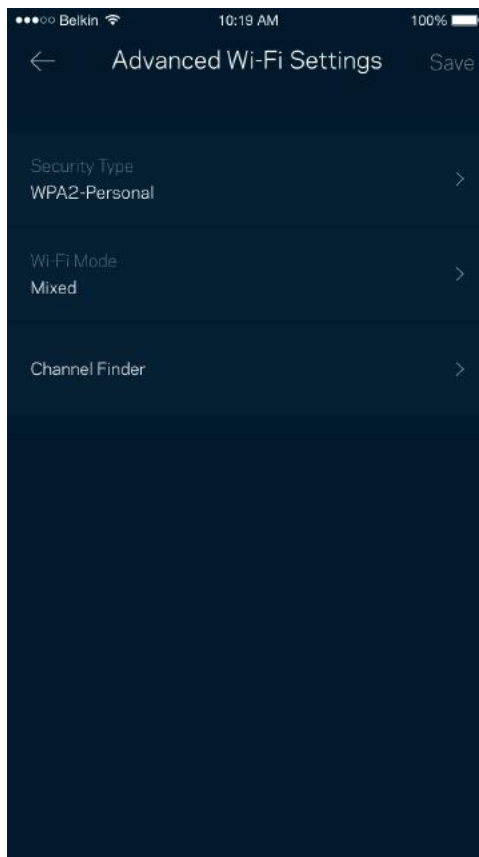 Belkin 10:19 AM 100%
Advanced Wi-Fi Settings Save
Security Type
WPA2-Personal
Wi-Fi Mode
Mixed
Channel Finder